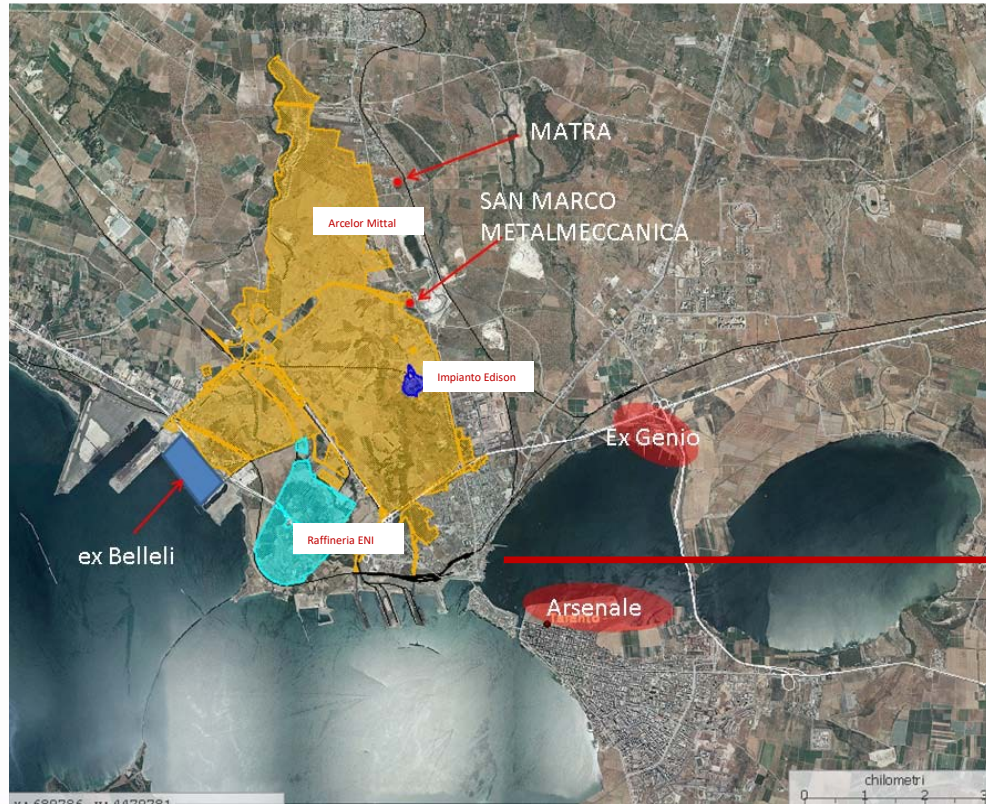 MATRA
SAN MARCO
METALMECCANICA
Arcelor Mittal
Impianto Edison
Ex Genio
Raffineria ENI
ex Belleli
Arsenale
Taranto
chilometri
0 1 2 3